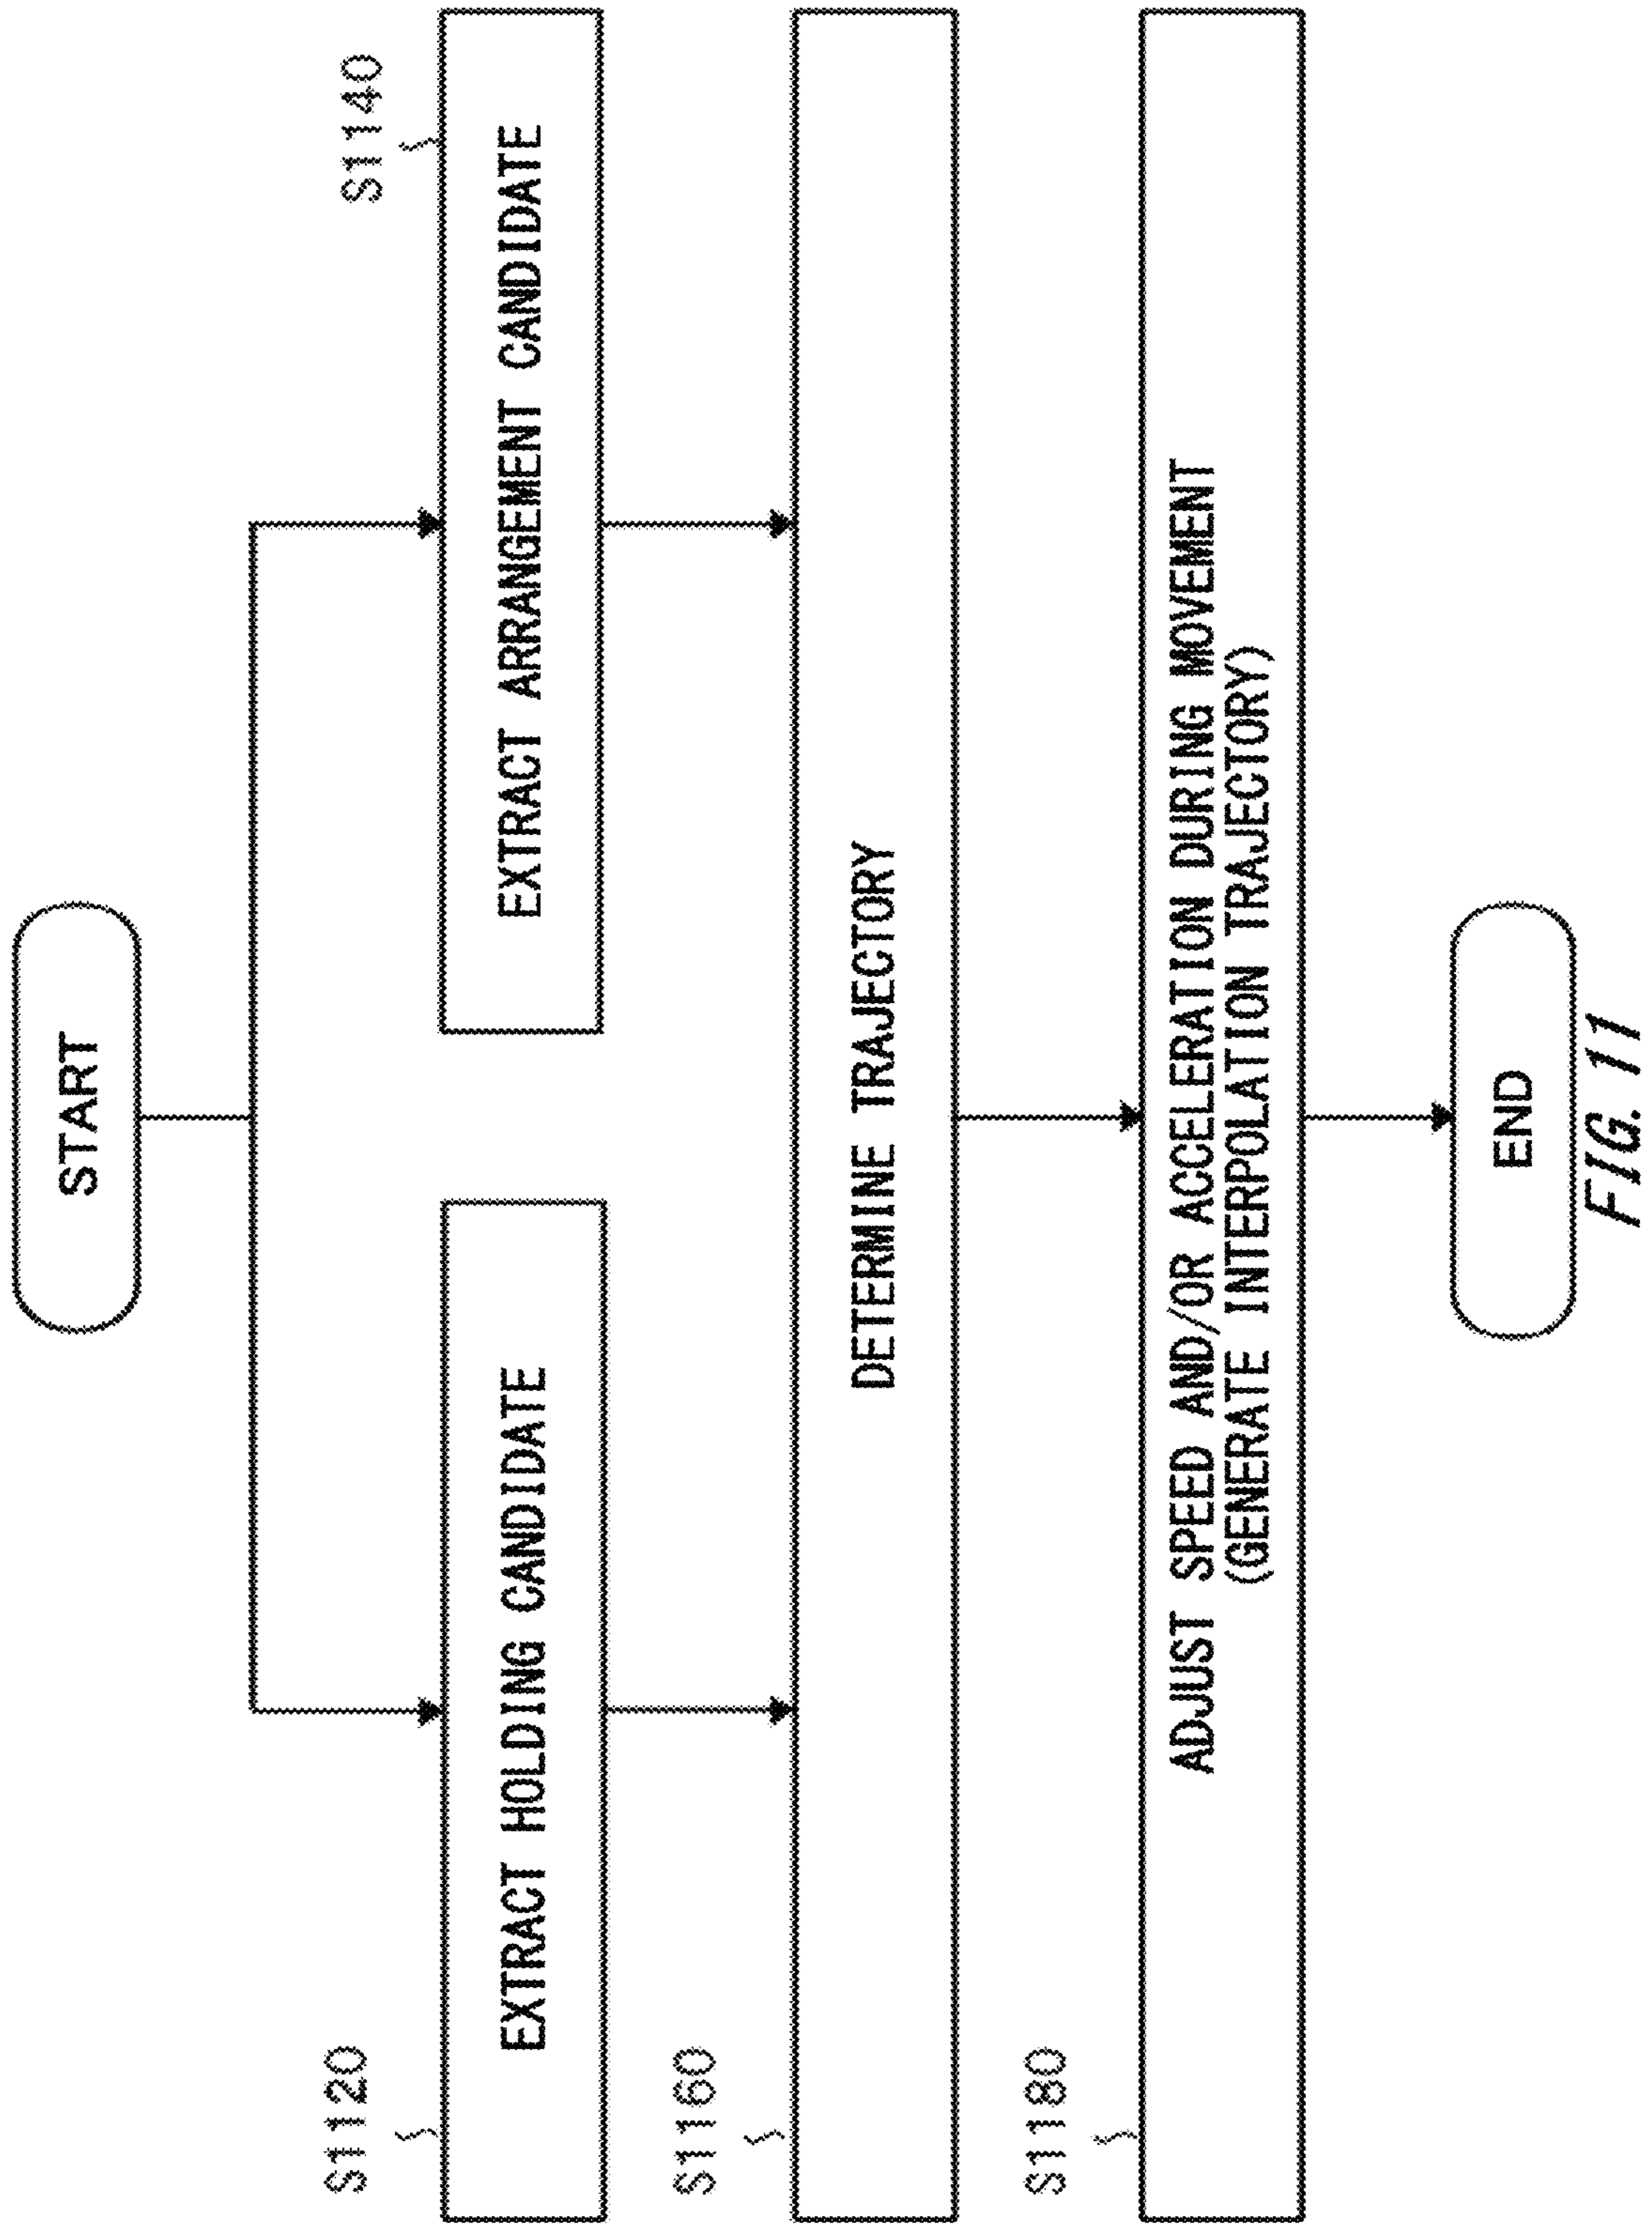 START
S1120
EXTRACT HOLDING CANDIDATE
S1140
EXTRACT ARRANGEMENT CANDIDATE
S1160
DETERMINE TRAJECTORY
S1180
ADJUST SPEED AND/OR ACCELERATION DURING MOVEMENT
(GENERATE INTERPOLATION TRAJECTORY)
END
FIG. 11